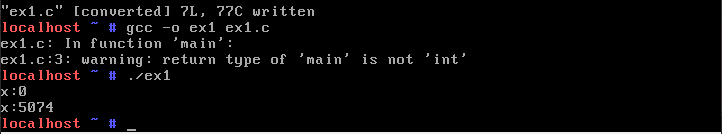 "ex1.c" [converted] 7L, 77C written
localhost ~ # gcc -o ex1 ex1.c
ex1.c: In function 'main':
ex1.c:3: warning: return type of 'main' is not 'int'
localhost ~ # ./ex1
x:0
x:5074
localhost ~ # _